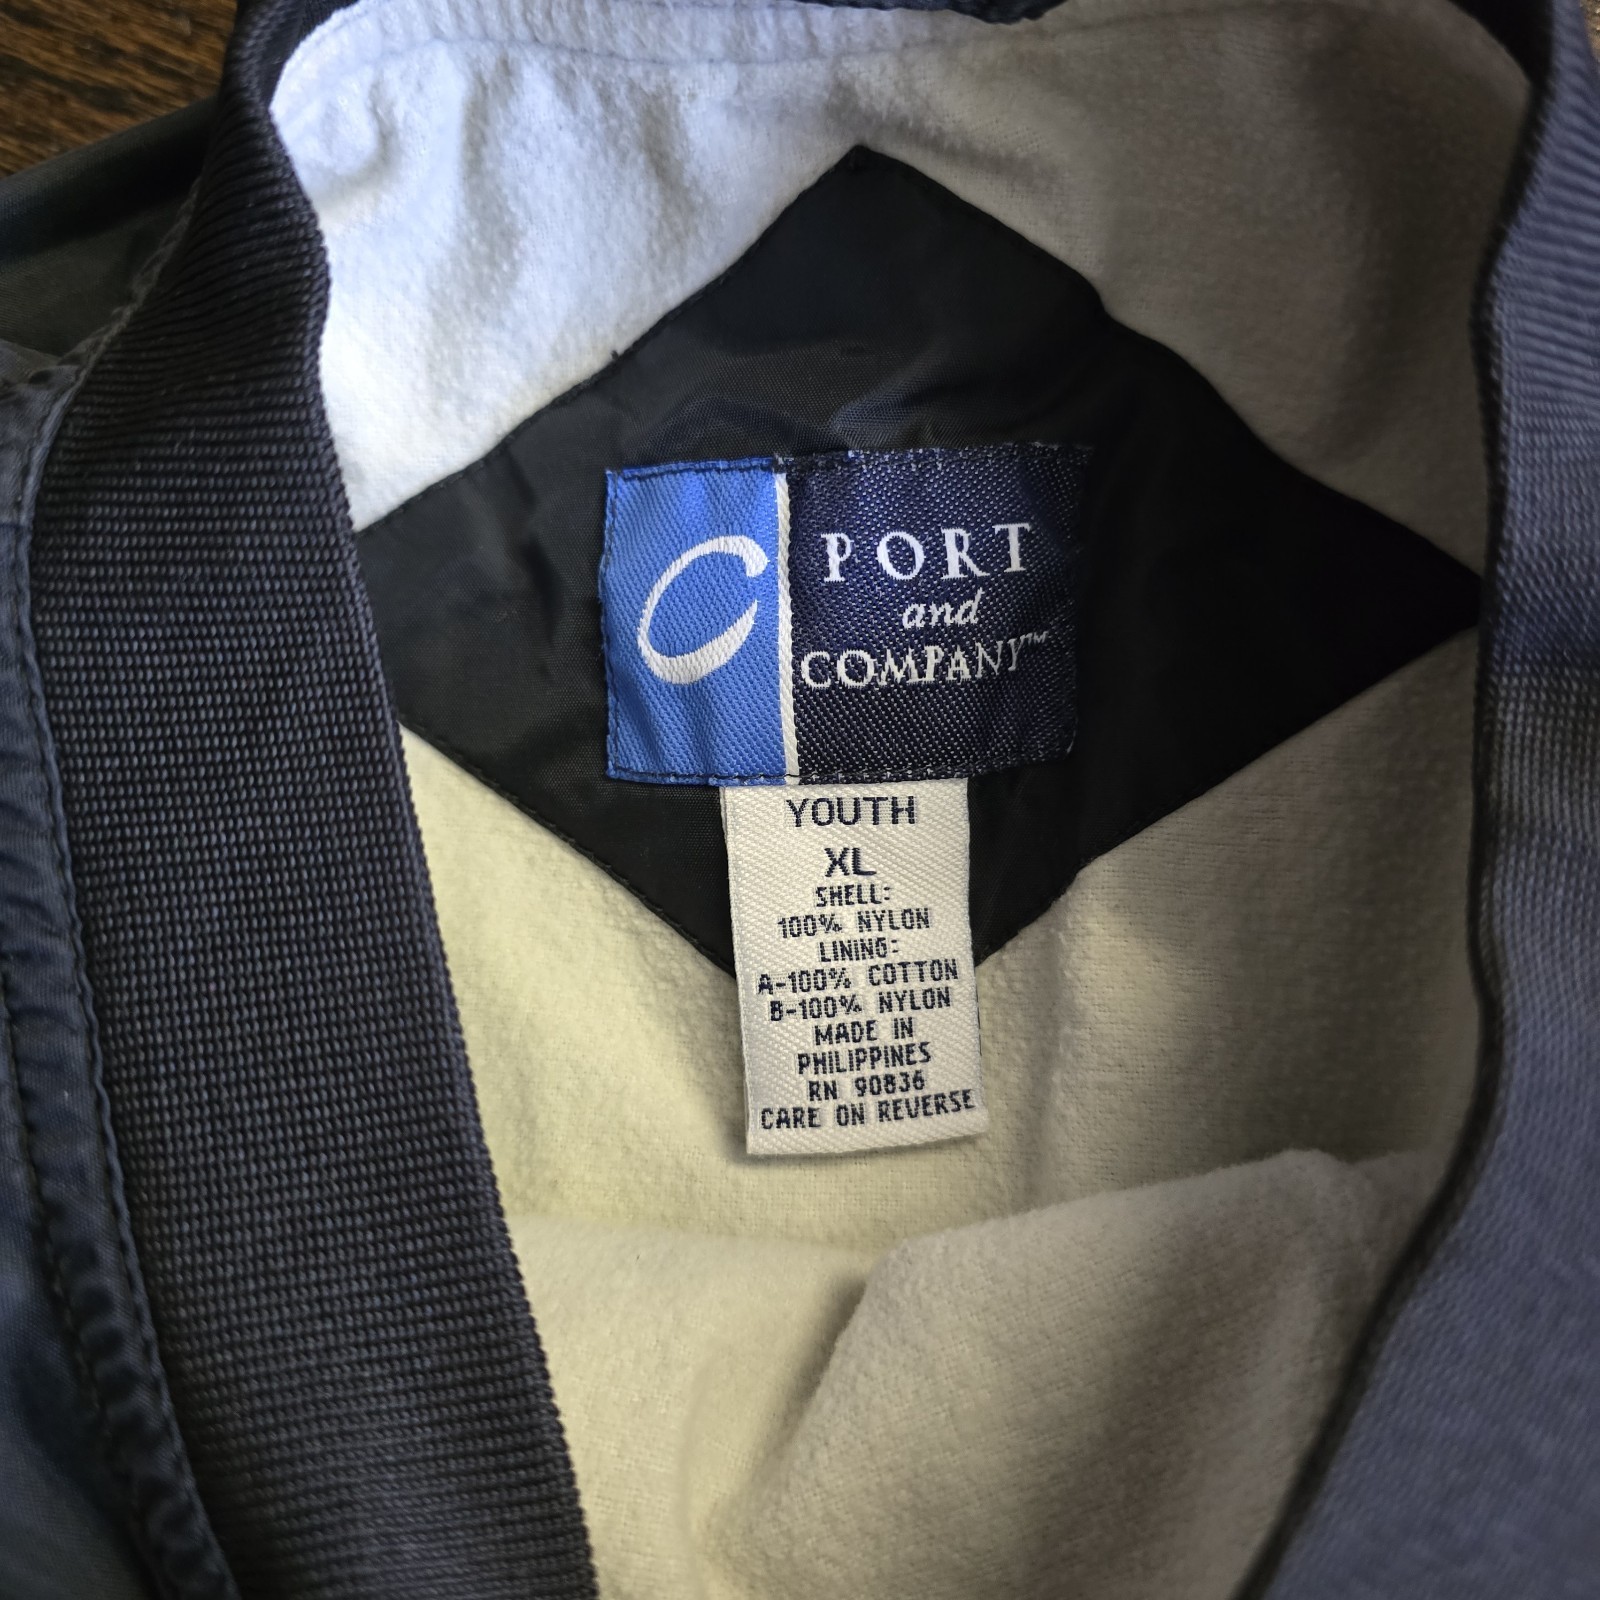 C
PORT
and
COMPANY™
YOUTH
XL
SHELL:
100% NYLON
LINING:
A-100% COTTON
B-100% NYLON
MADE IN
PHILIPPINES
RN 90836
CARE ON REVERSE